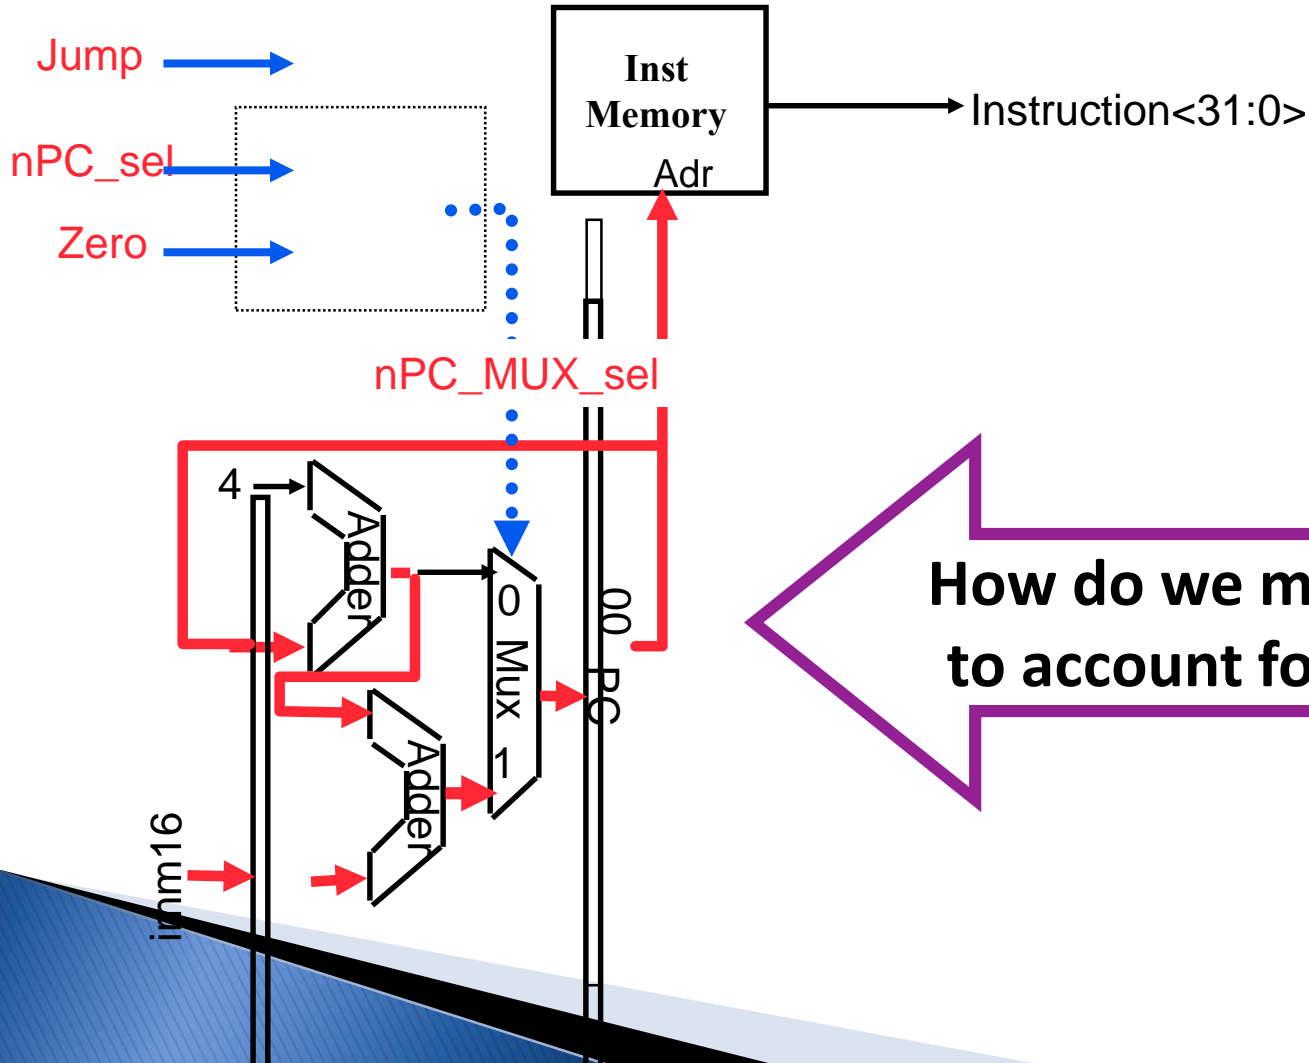 Jump
Inst
Memory
Adr
Instruction<31:0>
nPC_sel
Zero
nPC_MUX_sel
4
Adder
0
Mux
1
00
PC
Adder
imm16
How do we m
to account fo